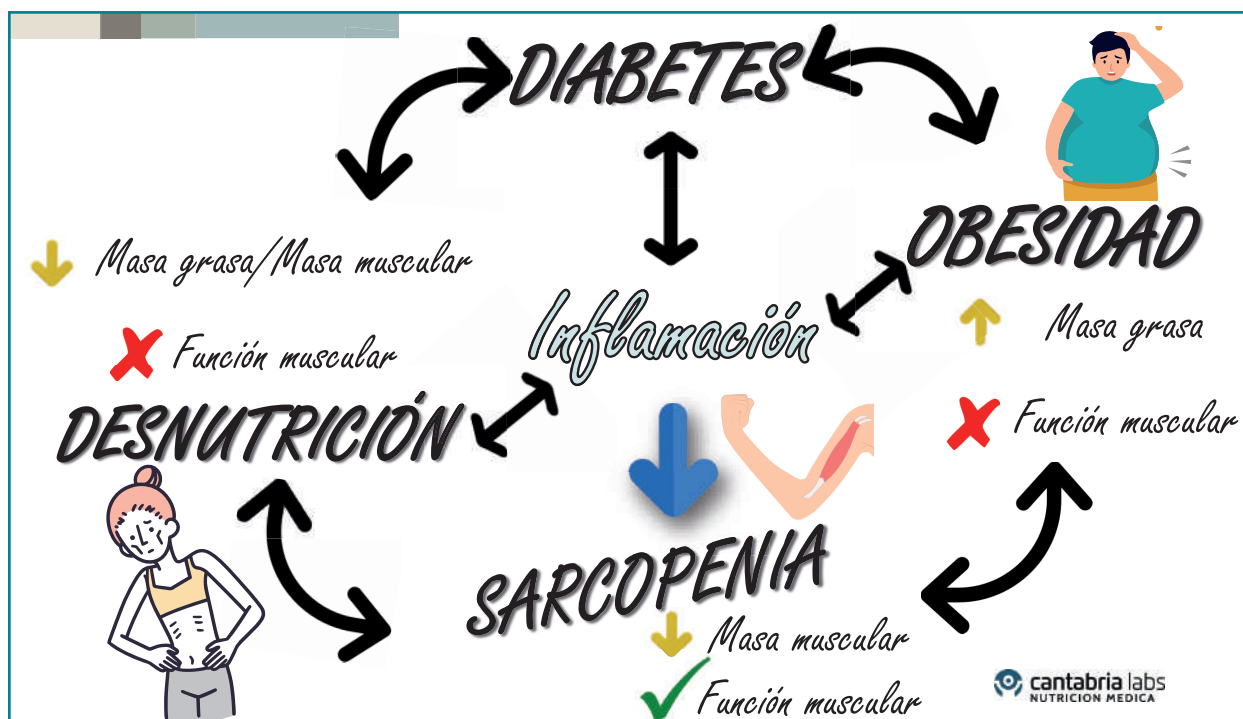 DIABETES
OBESIDAD
Masa grasa/Masa muscular
Inflamación
Masa grasa
Función muscular
DESNUTRICIÓN
Función muscular
SARCOPENIA
Masa muscular
Función muscular
cantabria labs
NUTRICION MEDICA